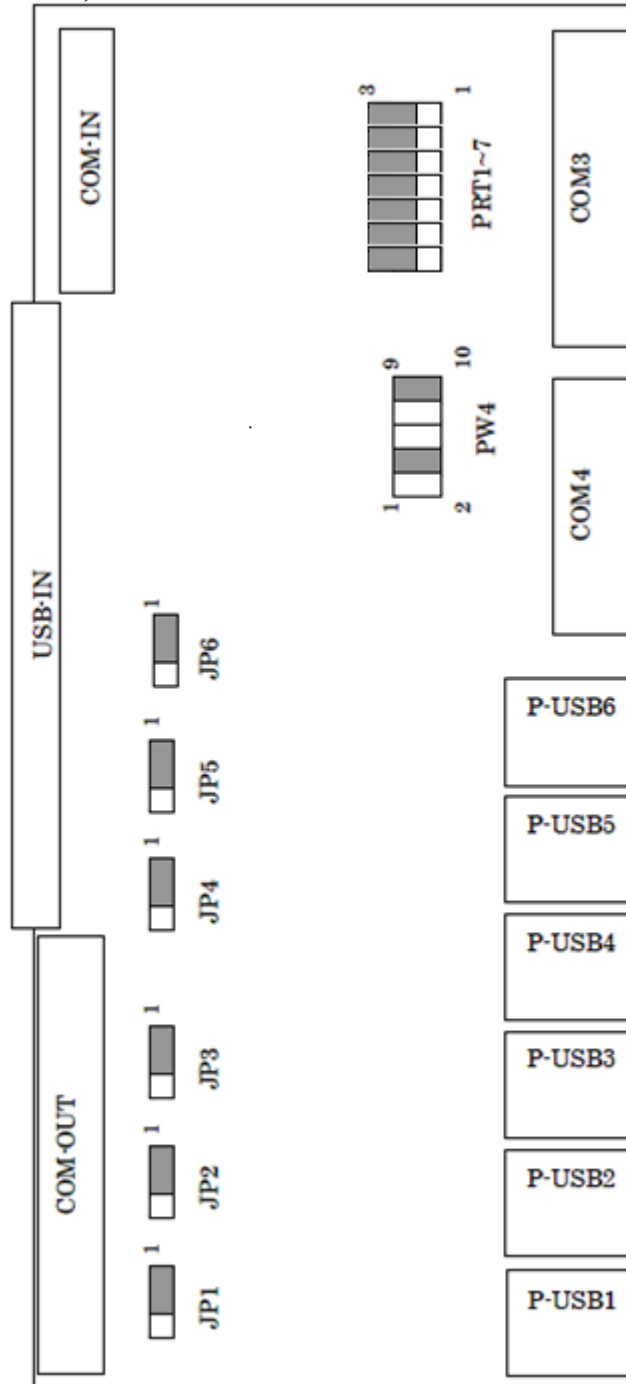 COM-IN
3
1
PRT1~7
COM3
USB-IN
9
10
PW4
1
2
COM4
1
JP6
P-USB6
1
JP5
P-USB5
1
JP4
P-USB4
COM-OUT
1
JP3
P-USB3
1
JP2
P-USB2
1
JP1
P-USB1